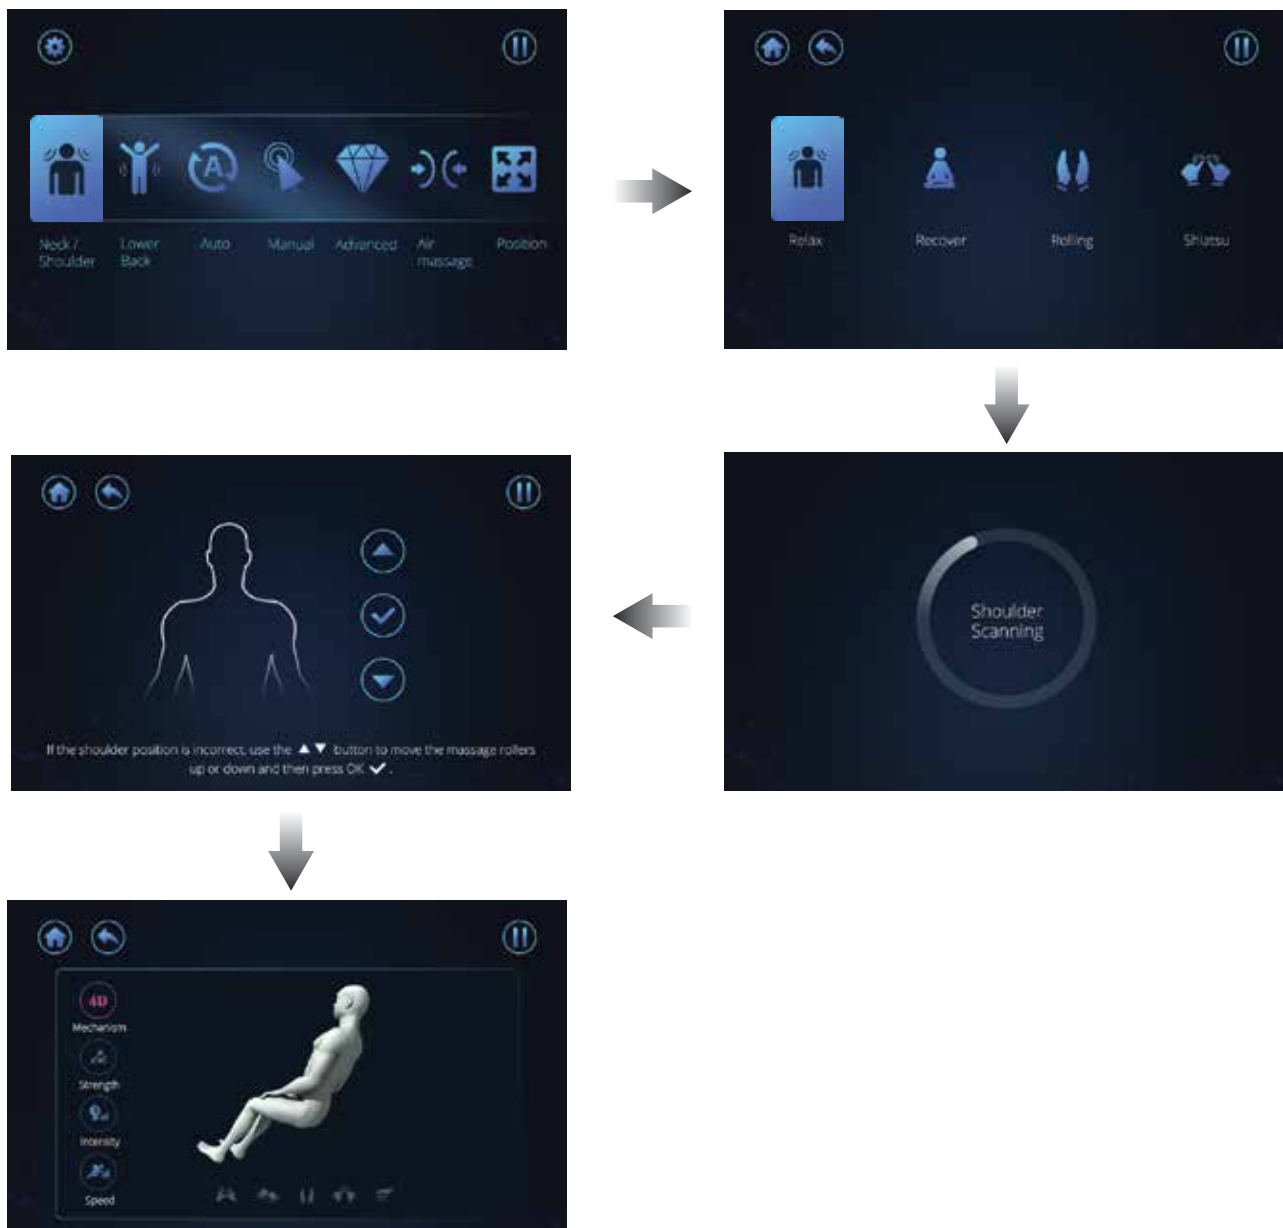 Neck /
Shoulder
Lower
Back
Auto
Manual
Advanced
Air
massage
Position
Relax
Recover
Rolling
Shiatsu
Shoulder
Scanning
If the shoulder position is incorrect, use the ▲ ▼ button to move the massage rollers
up or down and then press OK ✔ .
4D
Mechanism
Strength
Intensity
Speed